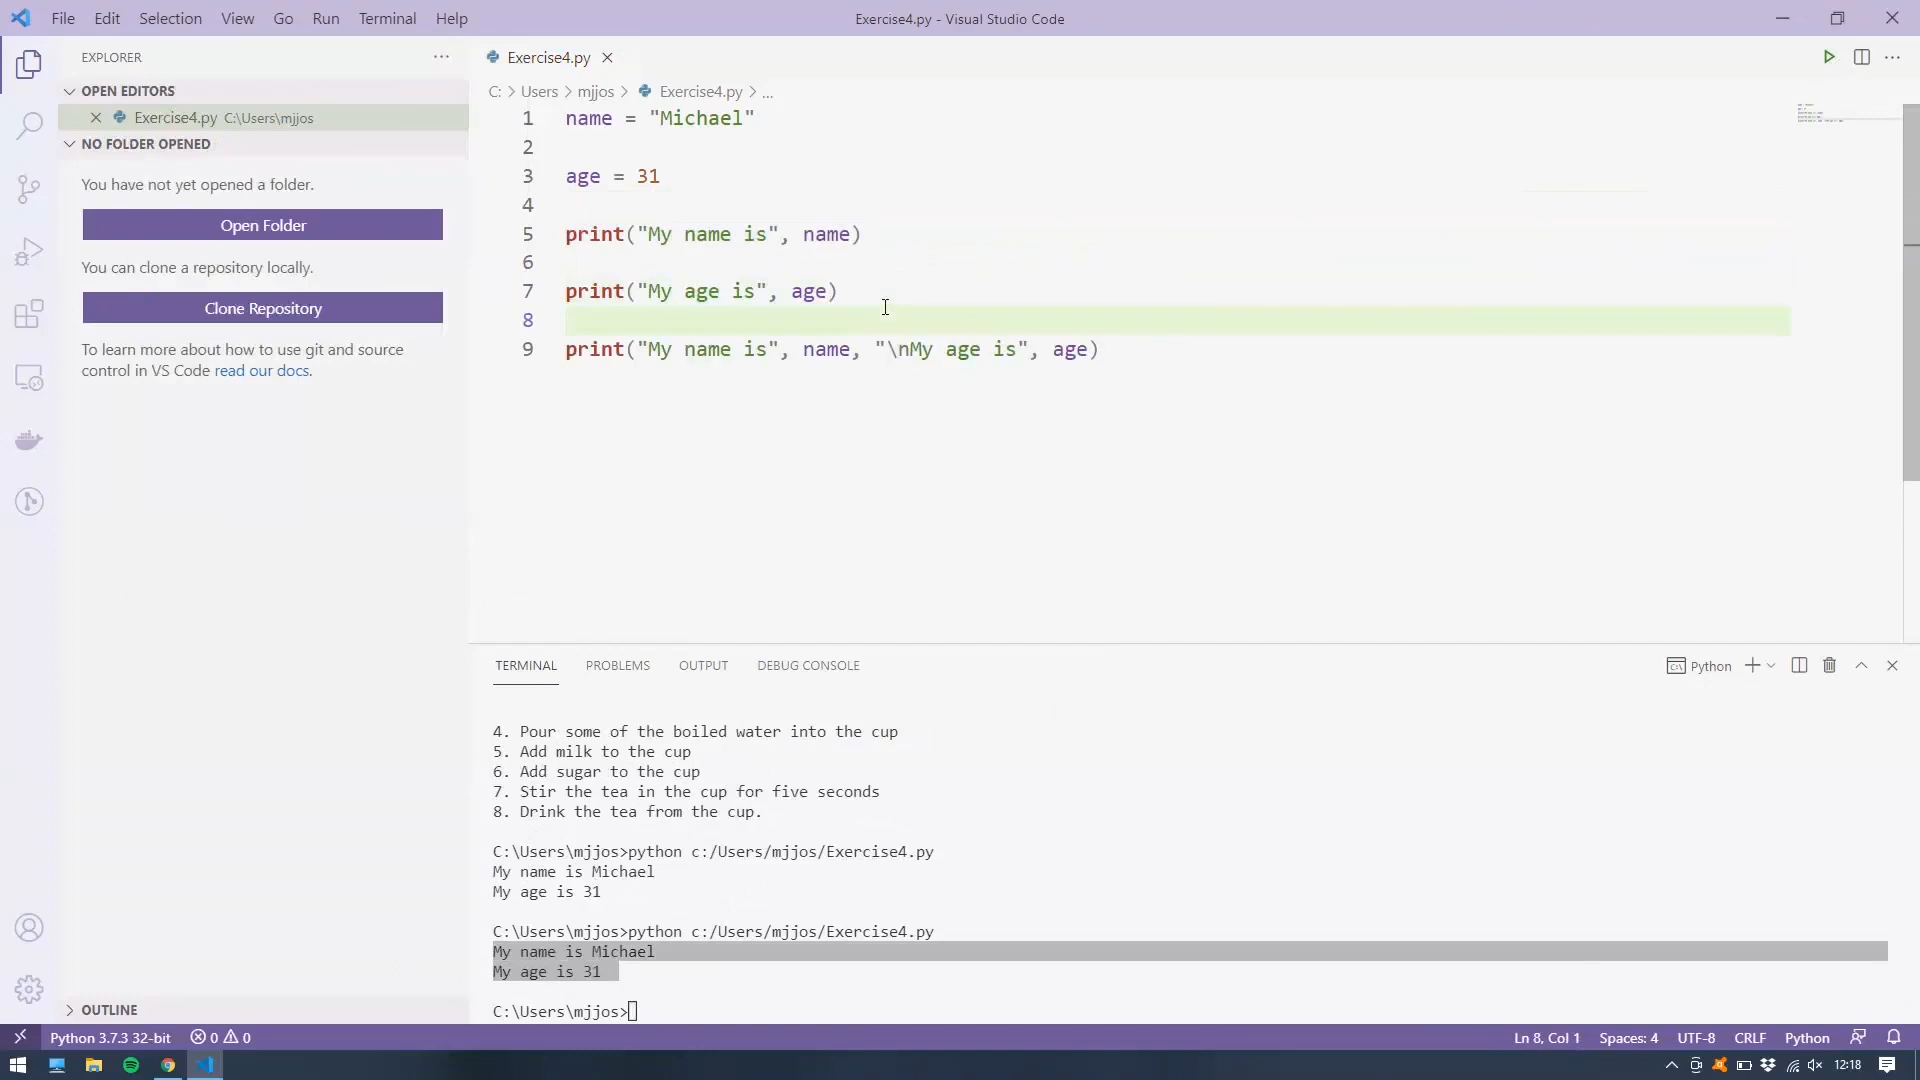 File Edit Selection View Go Run Terminal Help
Exercise4.py - Visual Studio Code
EXPLORER
OPEN EDITORS
Exercise4.py C:\Users\mjjos
NO FOLDER OPENED
You have not yet opened a folder.
Open Folder
You can clone a repository locally.
Clone Repository
To learn more about how to use git and source
control in VS Code read our docs.
OUTLINE
Exercise4.py
C: > Users > mjjos > Exercise4.py > ...
1 name = "Michael"
2
3 age = 31
4
5 print("My name is", name)
6
7 print("My age is", age)
8
9 print("My name is", name, "\nMy age is", age)
TERMINAL PROBLEMS OUTPUT DEBUG CONSOLE
Python
4. Pour some of the boiled water into the cup
5. Add milk to the cup
6. Add sugar to the cup
7. Stir the tea in the cup for five seconds
8. Drink the tea from the cup.
C:\Users\mjjos>python c:/Users/mjjos/Exercise4.py
My name is Michael
My age is 31
C:\Users\mjjos>python c:/Users/mjjos/Exercise4.py
My name is Michael
My age is 31
C:\Users\mjjos>
Python 3.7.3 32-bit 0 0
Ln 8, Col 1 Spaces: 4 UTF-8 CRLF Python
12:18